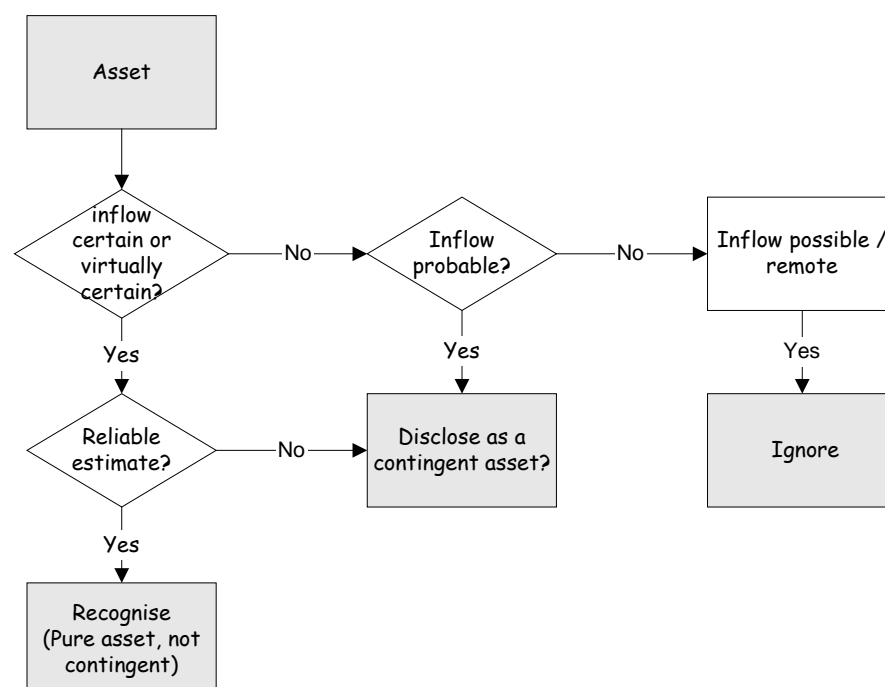 Asset
inflow
certain or
virtually
certain?
No
Inflow
probable?
No
Inflow possible /
remote
Yes
Yes
Yes
Reliable
estimate?
No
Disclose as a
contingent asset?
Ignore
Yes
Recognise
(Pure asset, not
contingent)